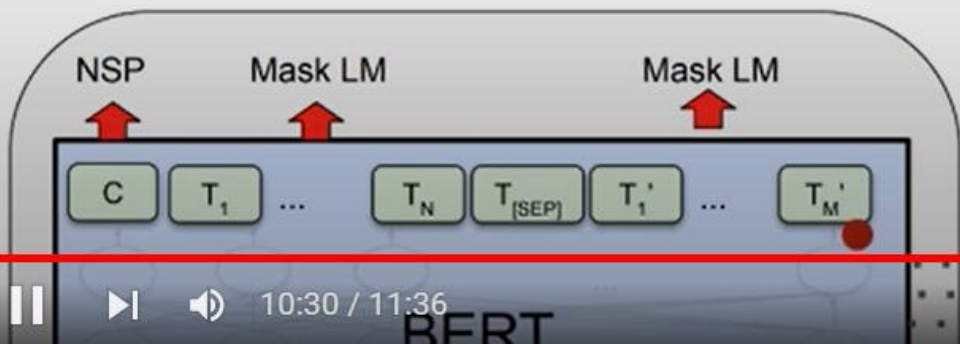 NSP Mask LM Mask LM
C T1 ... TN T[SEP] T1' ... TM'
10:30 / 11:36
BERT